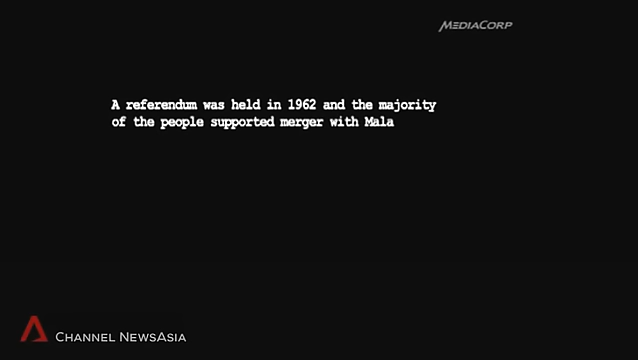 MEDIACORP
A referendum was held in 1962 and the majority
of the people supported merger with Mala
CHANNEL NEWSASIA